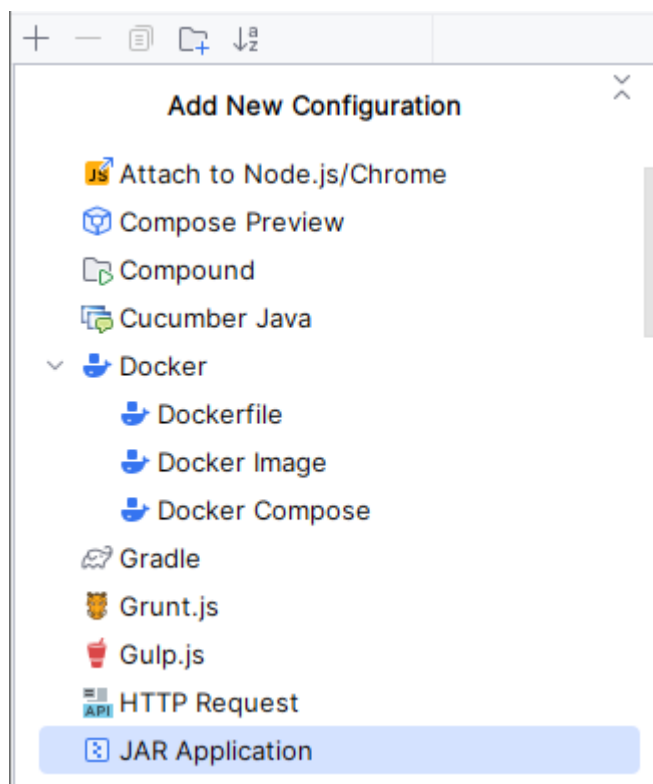 Add New Configuration
Attach to Node.js/Chrome
Compose Preview
Compound
Cucumber Java
Docker
Dockerfile
Docker Image
Docker Compose
Gradle
Grunt.js
Gulp.js
HTTP Request
JAR Application